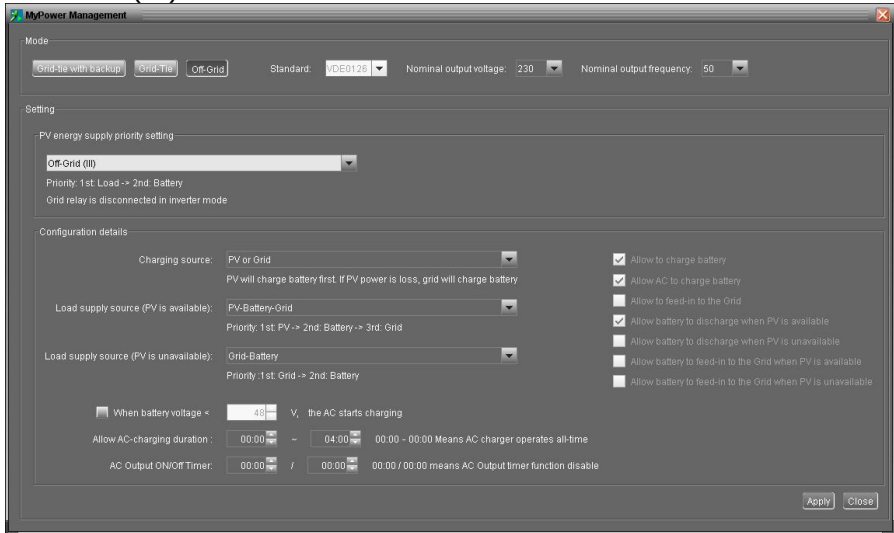 MyPower Management
Mode
Grid-tie with backup Grid-Tie Off-Grid Standard: VDE0126 Nominal output voltage: 230 Nominal output frequency: 50
Setting
PV energy supply priority setting
Off-Grid (III)
Priority: 1st: Load -> 2nd: Battery
Grid relay is disconnected in inverter mode
Configuration details
Charging source: PV or Grid
PV will charge battery first. If PV power is loss, grid will charge battery
Load supply source (PV is available): PV-Battery-Grid
Priority: 1st: PV -> 2nd: Battery -> 3rd: Grid
Load supply source (PV is unavailable): Grid-Battery
Priority :1st: Grid -> 2nd: Battery
When battery voltage < 48 V, the AC starts charging
Allow AC-charging duration : 00:00 ~ 04:00 00:00 - 00:00 Means AC charger operates all-time
AC Output ON/Off Timer: 00:00 / 00:00 00:00 / 00:00 means AC Output timer function disable
Allow to charge battery
Allow AC to charge battery
Allow to feed-in to the Grid
Allow battery to discharge when PV is available
Allow battery to discharge when PV is unavailable
Allow battery to feed-in to the Grid when PV is available
Allow battery to feed-in to the Grid when PV is unavailable
Apply Close